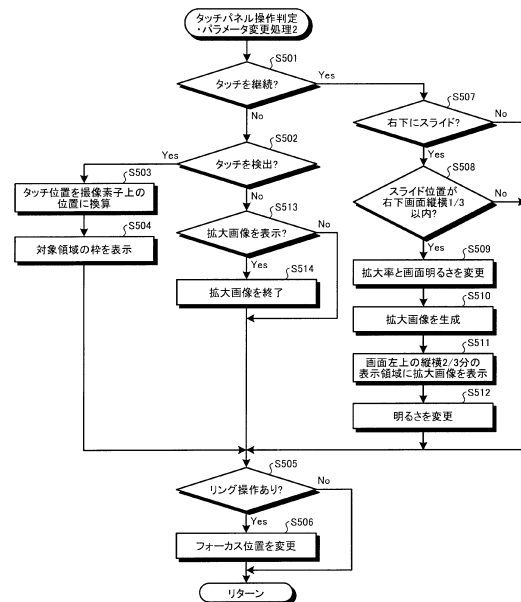 タッチパネル操作判定
・パラメータ変更処理2
S501
タッチを継続?
Yes
No
S507
右下にスライド?
No
Yes
S502
タッチを検出?
Yes
No
S508
スライド位置が
右下画面縦横1/3
以内?
No
Yes
S503
タッチ位置を撮像素子上の
位置に換算
S504
対象領域の枠を表示
S513
拡大画像を表示?
No
Yes
S514
拡大画像を終了
S509
拡大率と画面明るさを変更
S510
拡大画像を生成
S511
画面左上の縦横2/3分の
表示領域に拡大画像を表示
S512
明るさを変更
S505
リング操作あり?
No
Yes
S506
フォーカス位置を変更
リターン